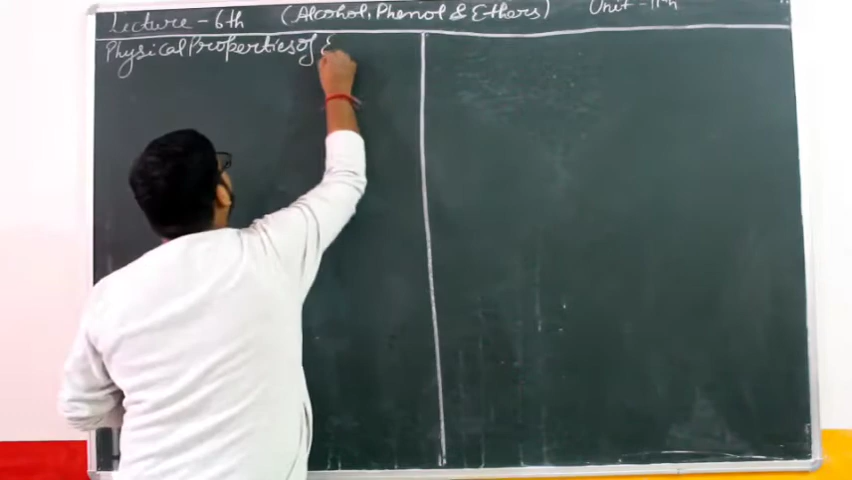 Lecture - 6th (Alcohol, Phenol & Ethers) Unit - 11th
Physical Properties of E